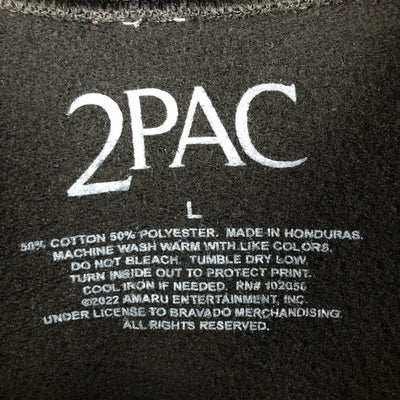 2PAC
L
50% COTTON 50% POLYESTER. MADE IN HONDURAS.
MACHINE WASH WARM WITH LIKE COLORS.
DO NOT BLEACH. TUMBLE DRY LOW.
TURN INSIDE OUT TO PROTECT PRINT.
COOL IRON IF NEEDED. RN# 102056
©2022 AMARU ENTERTAINMENT, INC.
UNDER LICENSE TO BRAVADO MERCHANDISING.
ALL RIGHTS RESERVED.